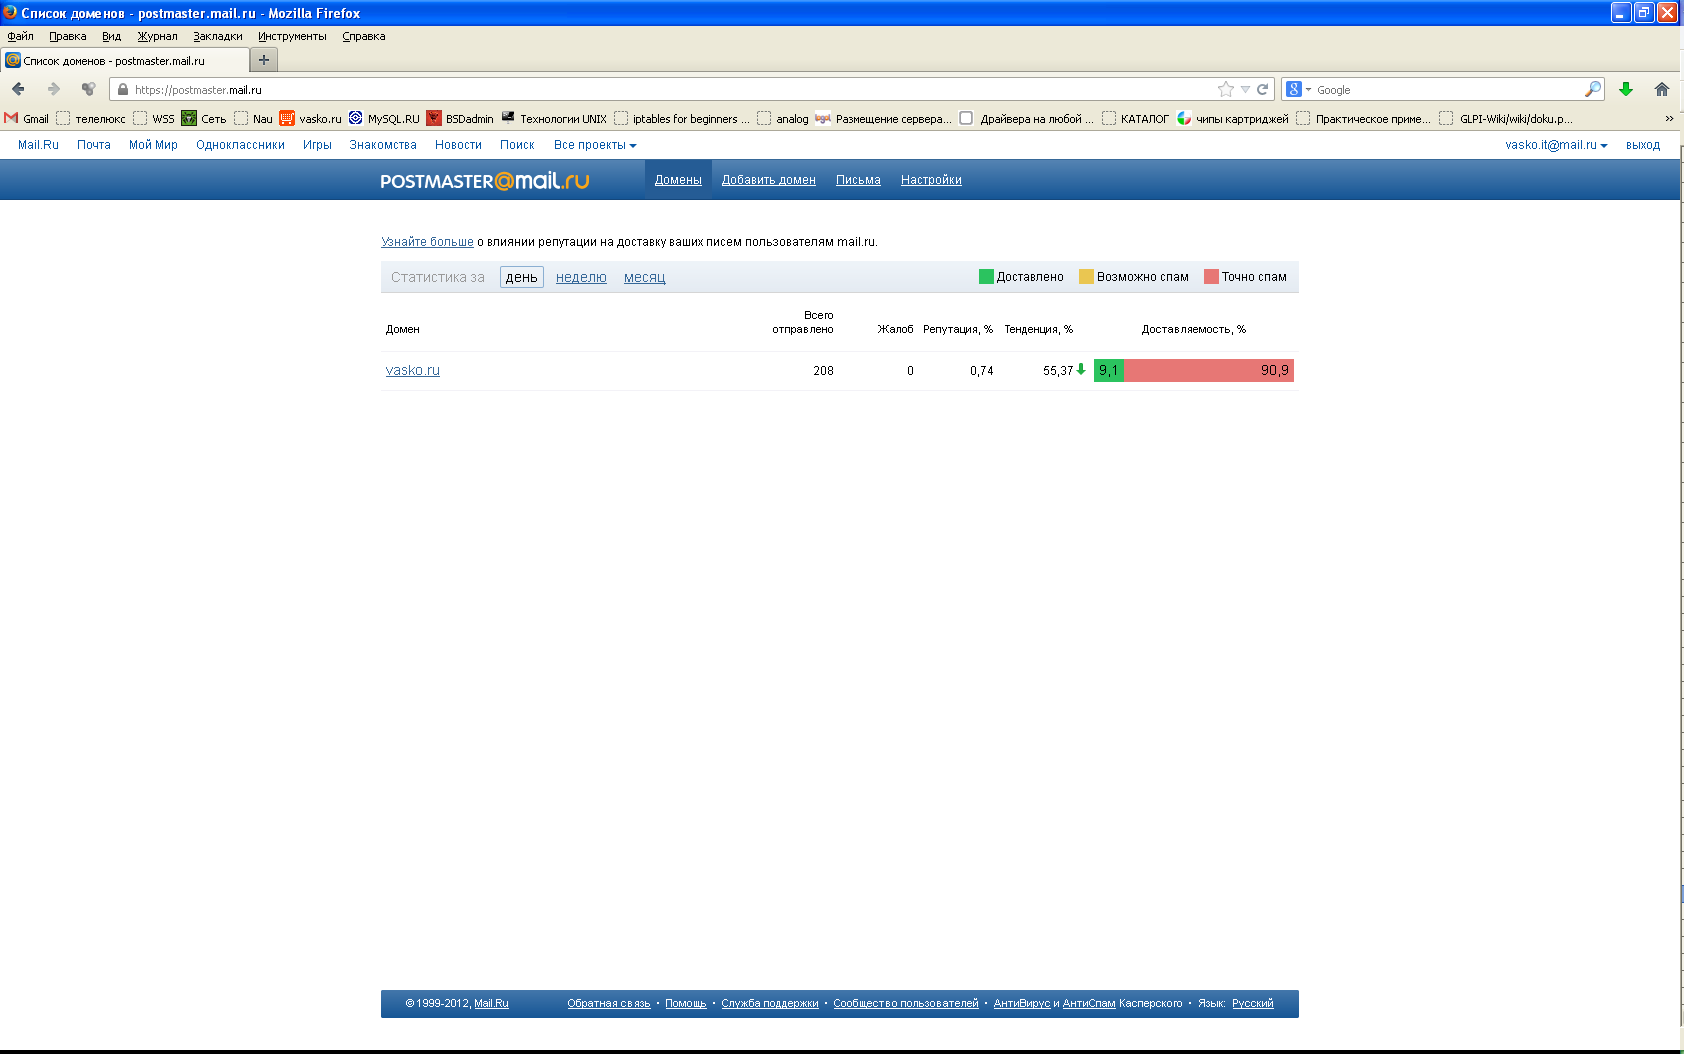 Список доменов - postmaster.mail.ru - Mozilla Firefox
Файл Правка Вид Журнал Закладки Инструменты Справка
Список доменов - postmaster.mail.ru
https://postmaster.mail.ru Google
Gmail телелюкс WSS Сеть Nau vasko.ru MySQL.RU BSDadmin Технологии UNIX iptables for beginners ... analog Размещение сервера... Драйвера на любой ... КАТАЛОГ чипы картриджей Практическое приме... GLPI-Wiki/wiki/doku.p... »
Mail.Ru Почта Мой Мир Одноклассники Игры Знакомства Новости Поиск Все проекты vasko.it@mail.ru выход
POSTMASTER@mail.ru Домены Добавить домен Письма Настройки
Узнайте больше о влиянии репутации на доставку ваших писем пользователям mail.ru.
Статистика за день неделю месяц Доставлено Возможно спам Точно спам
Всего
Домен отправлено Жалоб Репутация, % Тенденция, % Доставляемость, %
vasko.ru 208 0 0,74 55,37 9,1 90,9
© 1999-2012, Mail.Ru Обратная связь · Помощь · Служба поддержки · Сообщество пользователей · АнтиВирус и АнтиСпам Касперского · Язык: Русский